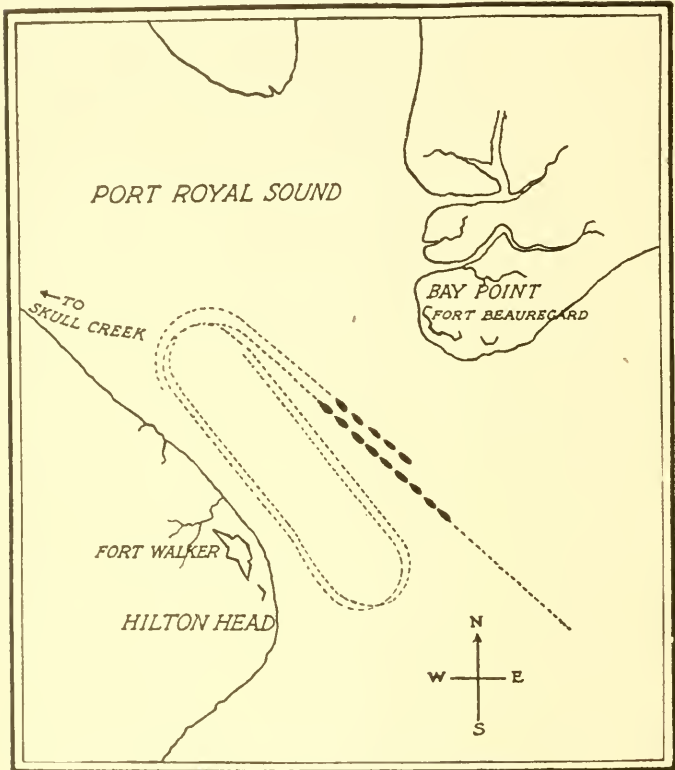 PORT ROYAL SOUND
TO
SKULL CREEK
BAY POINT
FORT BEAUREGARD
FORT WALKER
HILTON HEAD
N
W E
S